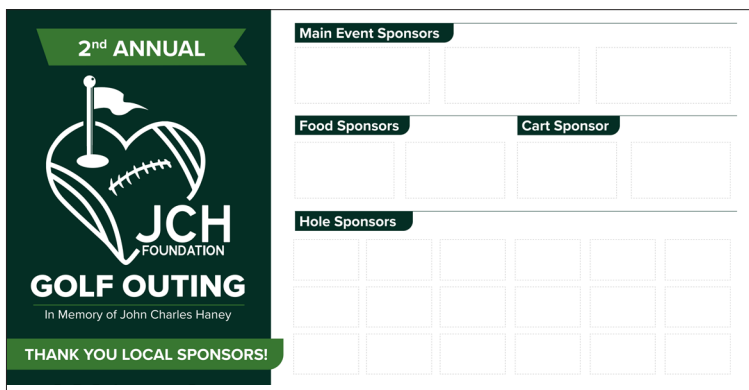 2nd ANNUAL
JCH
FOUNDATION
GOLF OUTING
In Memory of John Charles Haney
THANK YOU LOCAL SPONSORS!
Main Event Sponsors
Food Sponsors
Cart Sponsor
Hole Sponsors